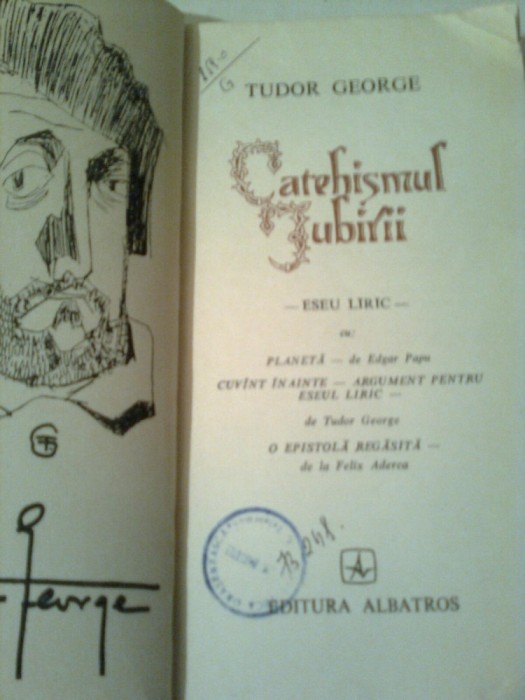 TUDOR GEORGE
Catehismul
Iubirii
— ESEU LIRIC —
cu:
PLANETĂ — de Edgar Papu
CUVÎNT ÎNAINTE — ARGUMENT PENTRU
ESEUL LIRIC —
de Tudor George
O EPISTOLĂ REGĂSITĂ —
de la Felix Aderca
EDITURA ALBATROS
George